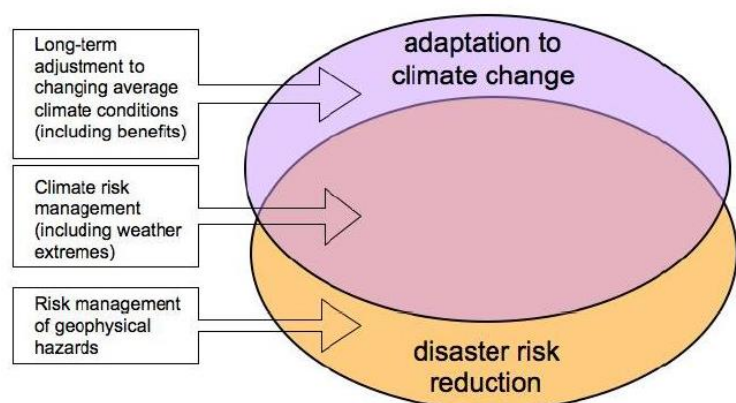 Long-term
adjustment to
changing average
climate conditions
(including benefits)
adaptation to
climate change
Climate risk
management
(including weather
extremes)
Risk management
of geophysical
hazards
disaster risk
reduction